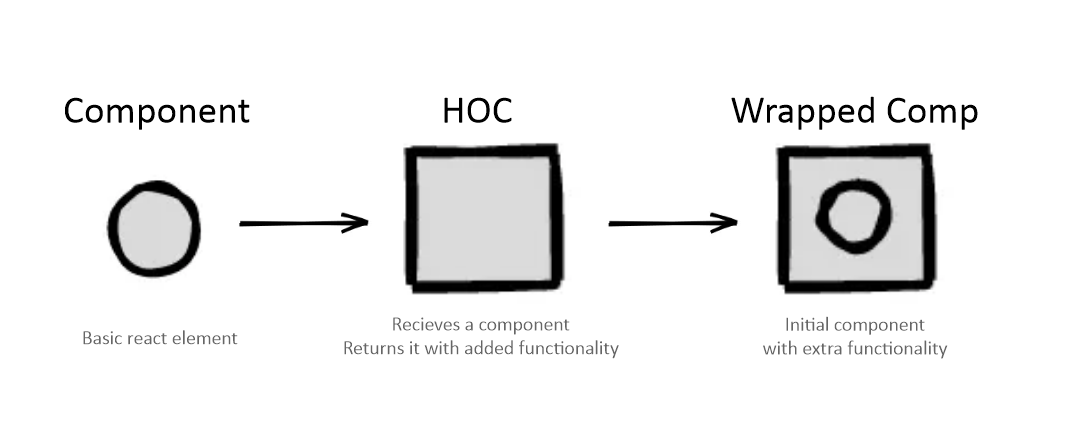 Component
HOC
Wrapped Comp
Basic react element
Recieves a component
Returns it with added functionality
Initial component
with extra functionality